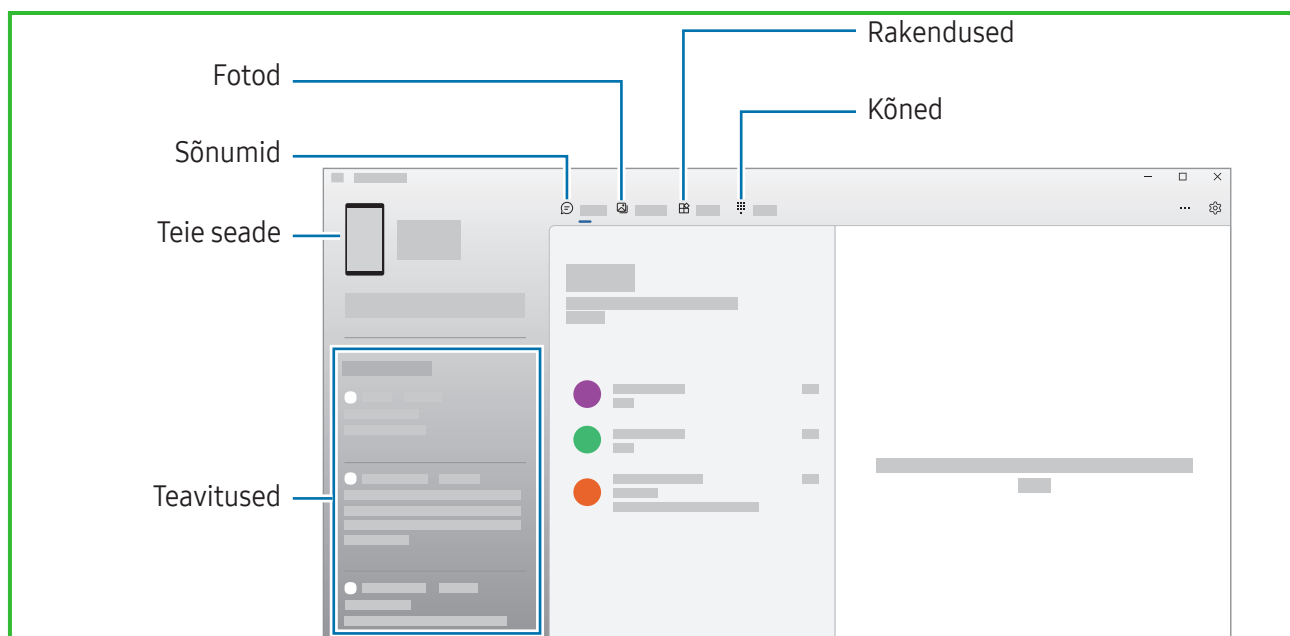 Rakendused
Fotod
Kõned
Sõnumid
Teie seade
Teavitused